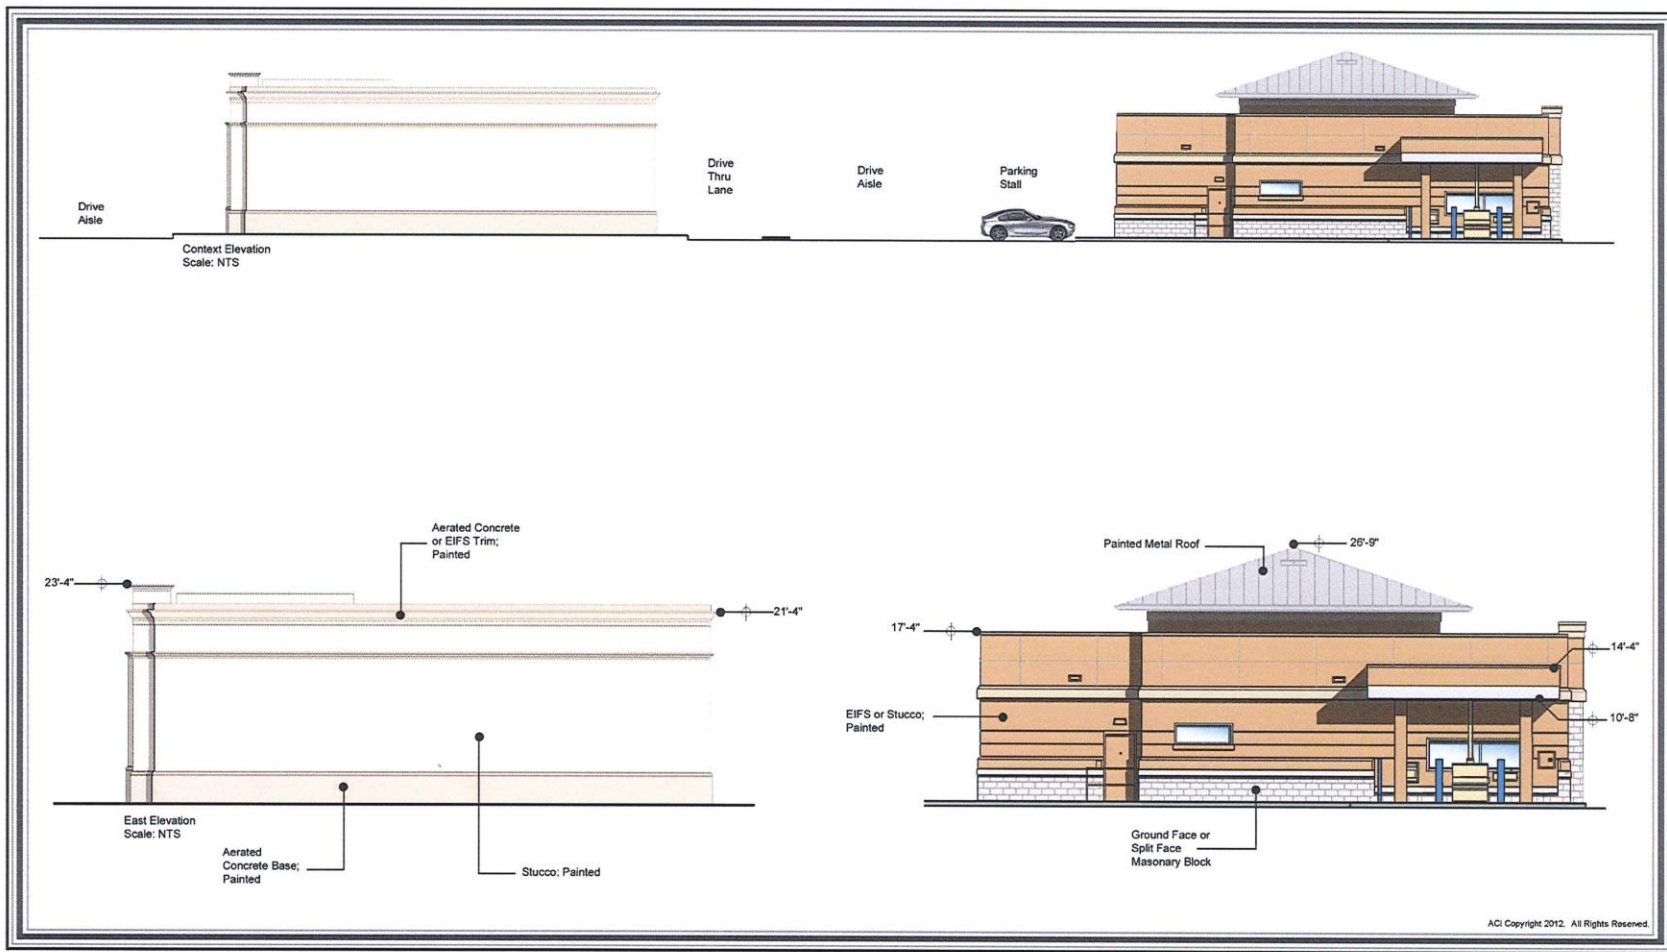 Drive
Aisle
Context Elevation
Scale: NTS
Drive
Thru
Lane
Drive
Aisle
Parking
Stall
23'-4"
Aerated Concrete
or EIFS Trim;
Painted
21'-4"
East Elevation
Scale: NTS
Aerated
Concrete Base;
Painted
Stucco; Painted
Painted Metal Roof
26'-9"
17'-4"
14'-4"
EIFS or Stucco;
Painted
10'-8"
Ground Face or
Split Face
Masonary Block
ACI Copyright 2012. All Rights Reserved.